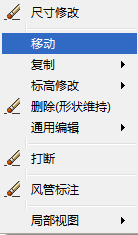 尺寸修改
移动
复制
标高修改
删除(形状维持)
通用编辑
打断
风管标注
局部视图